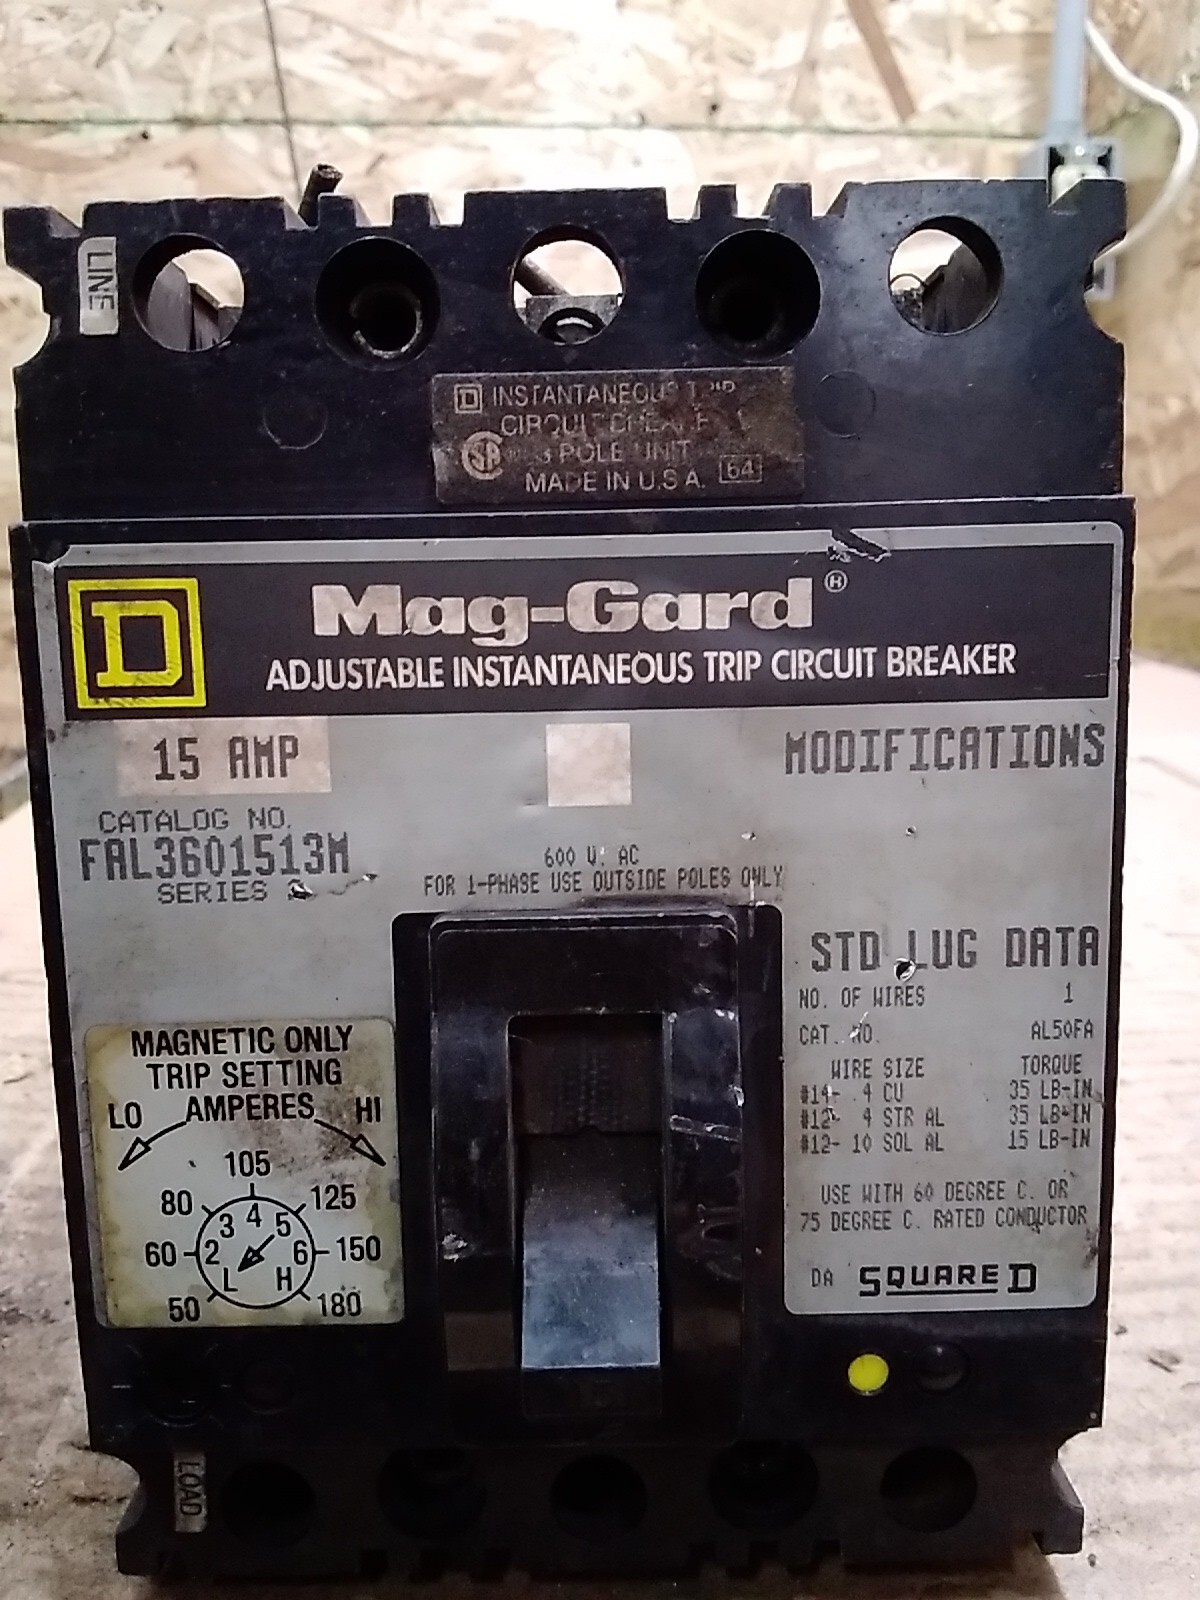 LINE
D INSTANTANEOUS TRIP
CIRCUIT BREAKER
SA 3 POLE UNIT
MADE IN U.S.A. 64
D
Mag-Gard®
ADJUSTABLE INSTANTANEOUS TRIP CIRCUIT BREAKER
15 AMP
MODIFICATIONS
CATALOG NO.
FAL3601513M
SERIES
600 V. AC
FOR 1-PHASE USE OUTSIDE POLES ONLY
STD LUG DATA
NO. OF WIRES 1
CAT. NO. AL50FA
WIRE SIZE TORQUE
#14- 4 CU 35 LB-IN
#12- 4 STR AL 35 LB-IN
#12- 10 SOL AL 15 LB-IN
USE WITH 60 DEGREE C. OR
75 DEGREE C. RATED CONDUCTOR
DA SQUARE D
MAGNETIC ONLY
TRIP SETTING
LO AMPERES HI
105
80 125
3 4 5
60 2 6 150
L H
50 180
LOAD